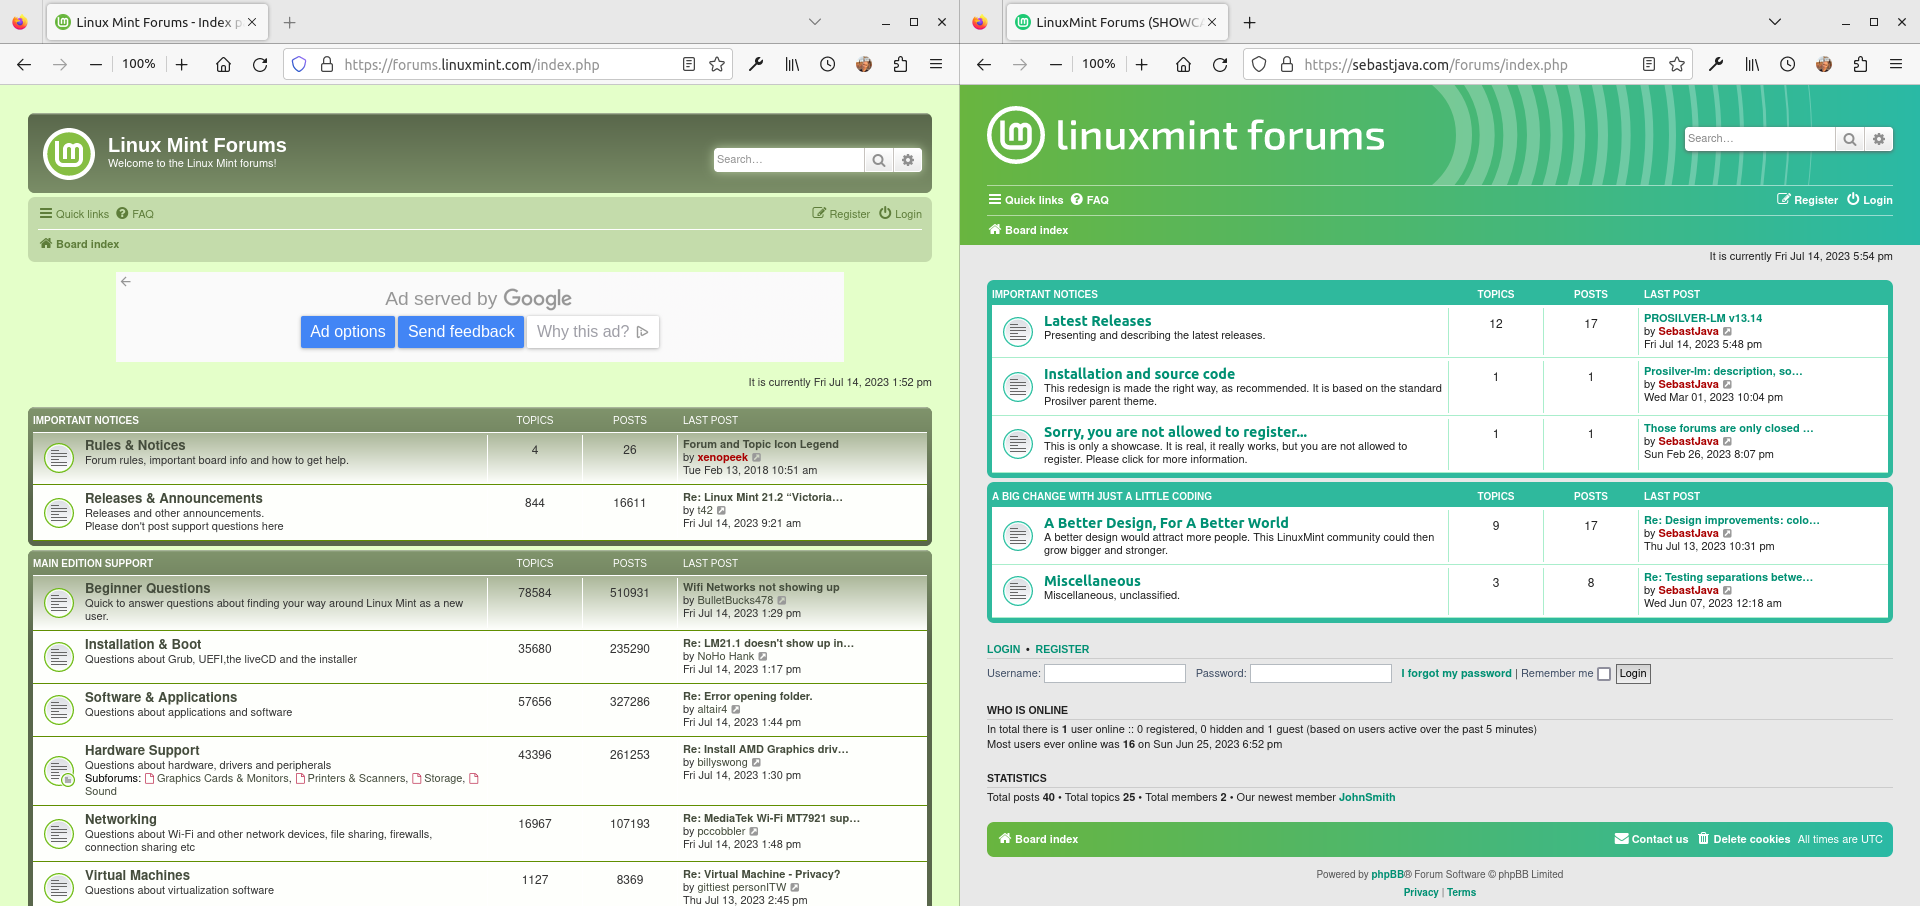 Linux Mint Forums - Index p
100%
https://forums.linuxmint.com/index.php
Linux Mint Forums
Welcome to the Linux Mint forums!
Search…
Quick links FAQ Register Login
Board index
Ad served by Google
Ad options Send feedback Why this ad?
It is currently Fri Jul 14, 2023 1:52 pm
IMPORTANT NOTICES TOPICS POSTS LAST POST
Rules & Notices 4 26 Forum and Topic Icon Legend
Forum rules, important board info and how to get help. by xenopeek
Tue Feb 13, 2018 10:51 am
Releases & Announcements 844 16611 Re: Linux Mint 21.2 “Victoria…
Releases and other announcements. by t42
Please don't post support questions here Fri Jul 14, 2023 9:21 am
MAIN EDITION SUPPORT TOPICS POSTS LAST POST
Beginner Questions 78584 510931 Wifi Networks not showing up
Quick to answer questions about finding your way around Linux Mint as a new by BulletBucks478
user. Fri Jul 14, 2023 1:29 pm
Installation & Boot 35680 235290 Re: LM21.1 doesn't show up in…
Questions about Grub, UEFI,the liveCD and the installer by NoHo Hank
Fri Jul 14, 2023 1:17 pm
Software & Applications 57656 327286 Re: Error opening folder.
Questions about applications and software by altair4
Fri Jul 14, 2023 1:44 pm
Hardware Support 43396 261253 Re: Install AMD Graphics driv…
Questions about hardware, drivers and peripherals by billyswong
Subforums: Graphics Cards & Monitors, Printers & Scanners, Storage, Fri Jul 14, 2023 1:30 pm
Sound
Networking 16967 107193 Re: MediaTek Wi-Fi MT7921 sup…
Questions about Wi-Fi and other network devices, file sharing, firewalls, by pccobbler
connection sharing etc Fri Jul 14, 2023 1:48 pm
Virtual Machines 1127 8369 Re: Virtual Machine - Privacy?
Questions about virtualization software by gittiest personITW
Thu Jul 13, 2023 2:45 pm
LinuxMint Forums (SHOWCA
100%
https://sebastjava.com/forums/index.php
linuxmint forums
Search…
Quick links FAQ Register Login
Board index
It is currently Fri Jul 14, 2023 5:54 pm
IMPORTANT NOTICES TOPICS POSTS LAST POST
Latest Releases 12 17 PROSILVER-LM v13.14
Presenting and describing the latest releases. by SebastJava
Fri Jul 14, 2023 5:48 pm
Installation and source code 1 1 Prosilver-lm: description, so…
This redesign is made the right way, as recommended. It is based on the standard by SebastJava
Prosilver parent theme. Wed Mar 01, 2023 10:04 pm
Sorry, you are not allowed to register... 1 1 Those forums are only closed …
This is only a showcase. It is real, it really works, but you are not allowed to by SebastJava
register. Please click for more information. Sun Feb 26, 2023 8:07 pm
A BIG CHANGE WITH JUST A LITTLE CODING TOPICS POSTS LAST POST
A Better Design, For A Better World 9 17 Re: Design improvements: colo…
A better design would attract more people. This LinuxMint community could then by SebastJava
grow bigger and stronger. Thu Jul 13, 2023 10:31 pm
Miscellaneous 3 8 Re: Testing separations betwe…
Miscellaneous, unclassified. by SebastJava
Wed Jun 07, 2023 12:18 am
LOGIN • REGISTER
Username: Password: I forgot my password | Remember me Login
WHO IS ONLINE
In total there is 1 user online :: 0 registered, 0 hidden and 1 guest (based on users active over the past 5 minutes)
Most users ever online was 16 on Sun Jun 25, 2023 6:52 pm
STATISTICS
Total posts 40 • Total topics 25 • Total members 2 • Our newest member JohnSmith
Board index Contact us Delete cookies All times are UTC
Powered by phpBB® Forum Software © phpBB Limited
Privacy | Terms